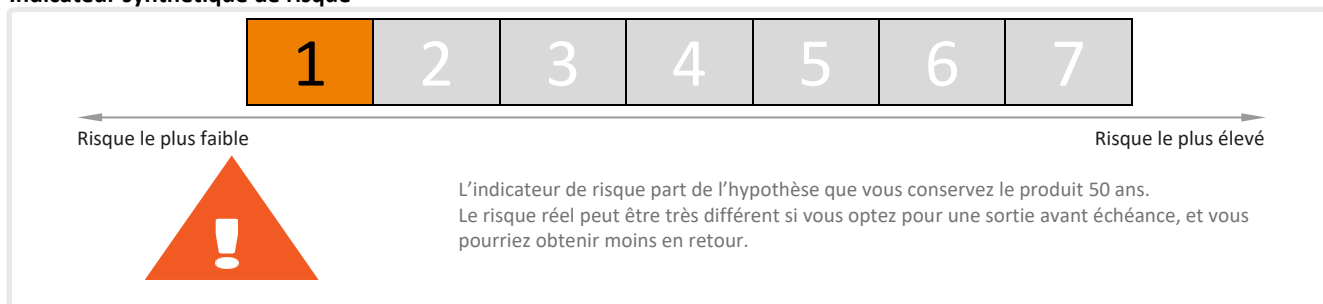 Indicateur synthétique de risque
1 2 3 4 5 6 7
Risque le plus faible Risque le plus élevé
L’indicateur de risque part de l’hypothèse que vous conservez le produit 50 ans.
Le risque réel peut être très différent si vous optez pour une sortie avant échéance, et vous
pourriez obtenir moins en retour.